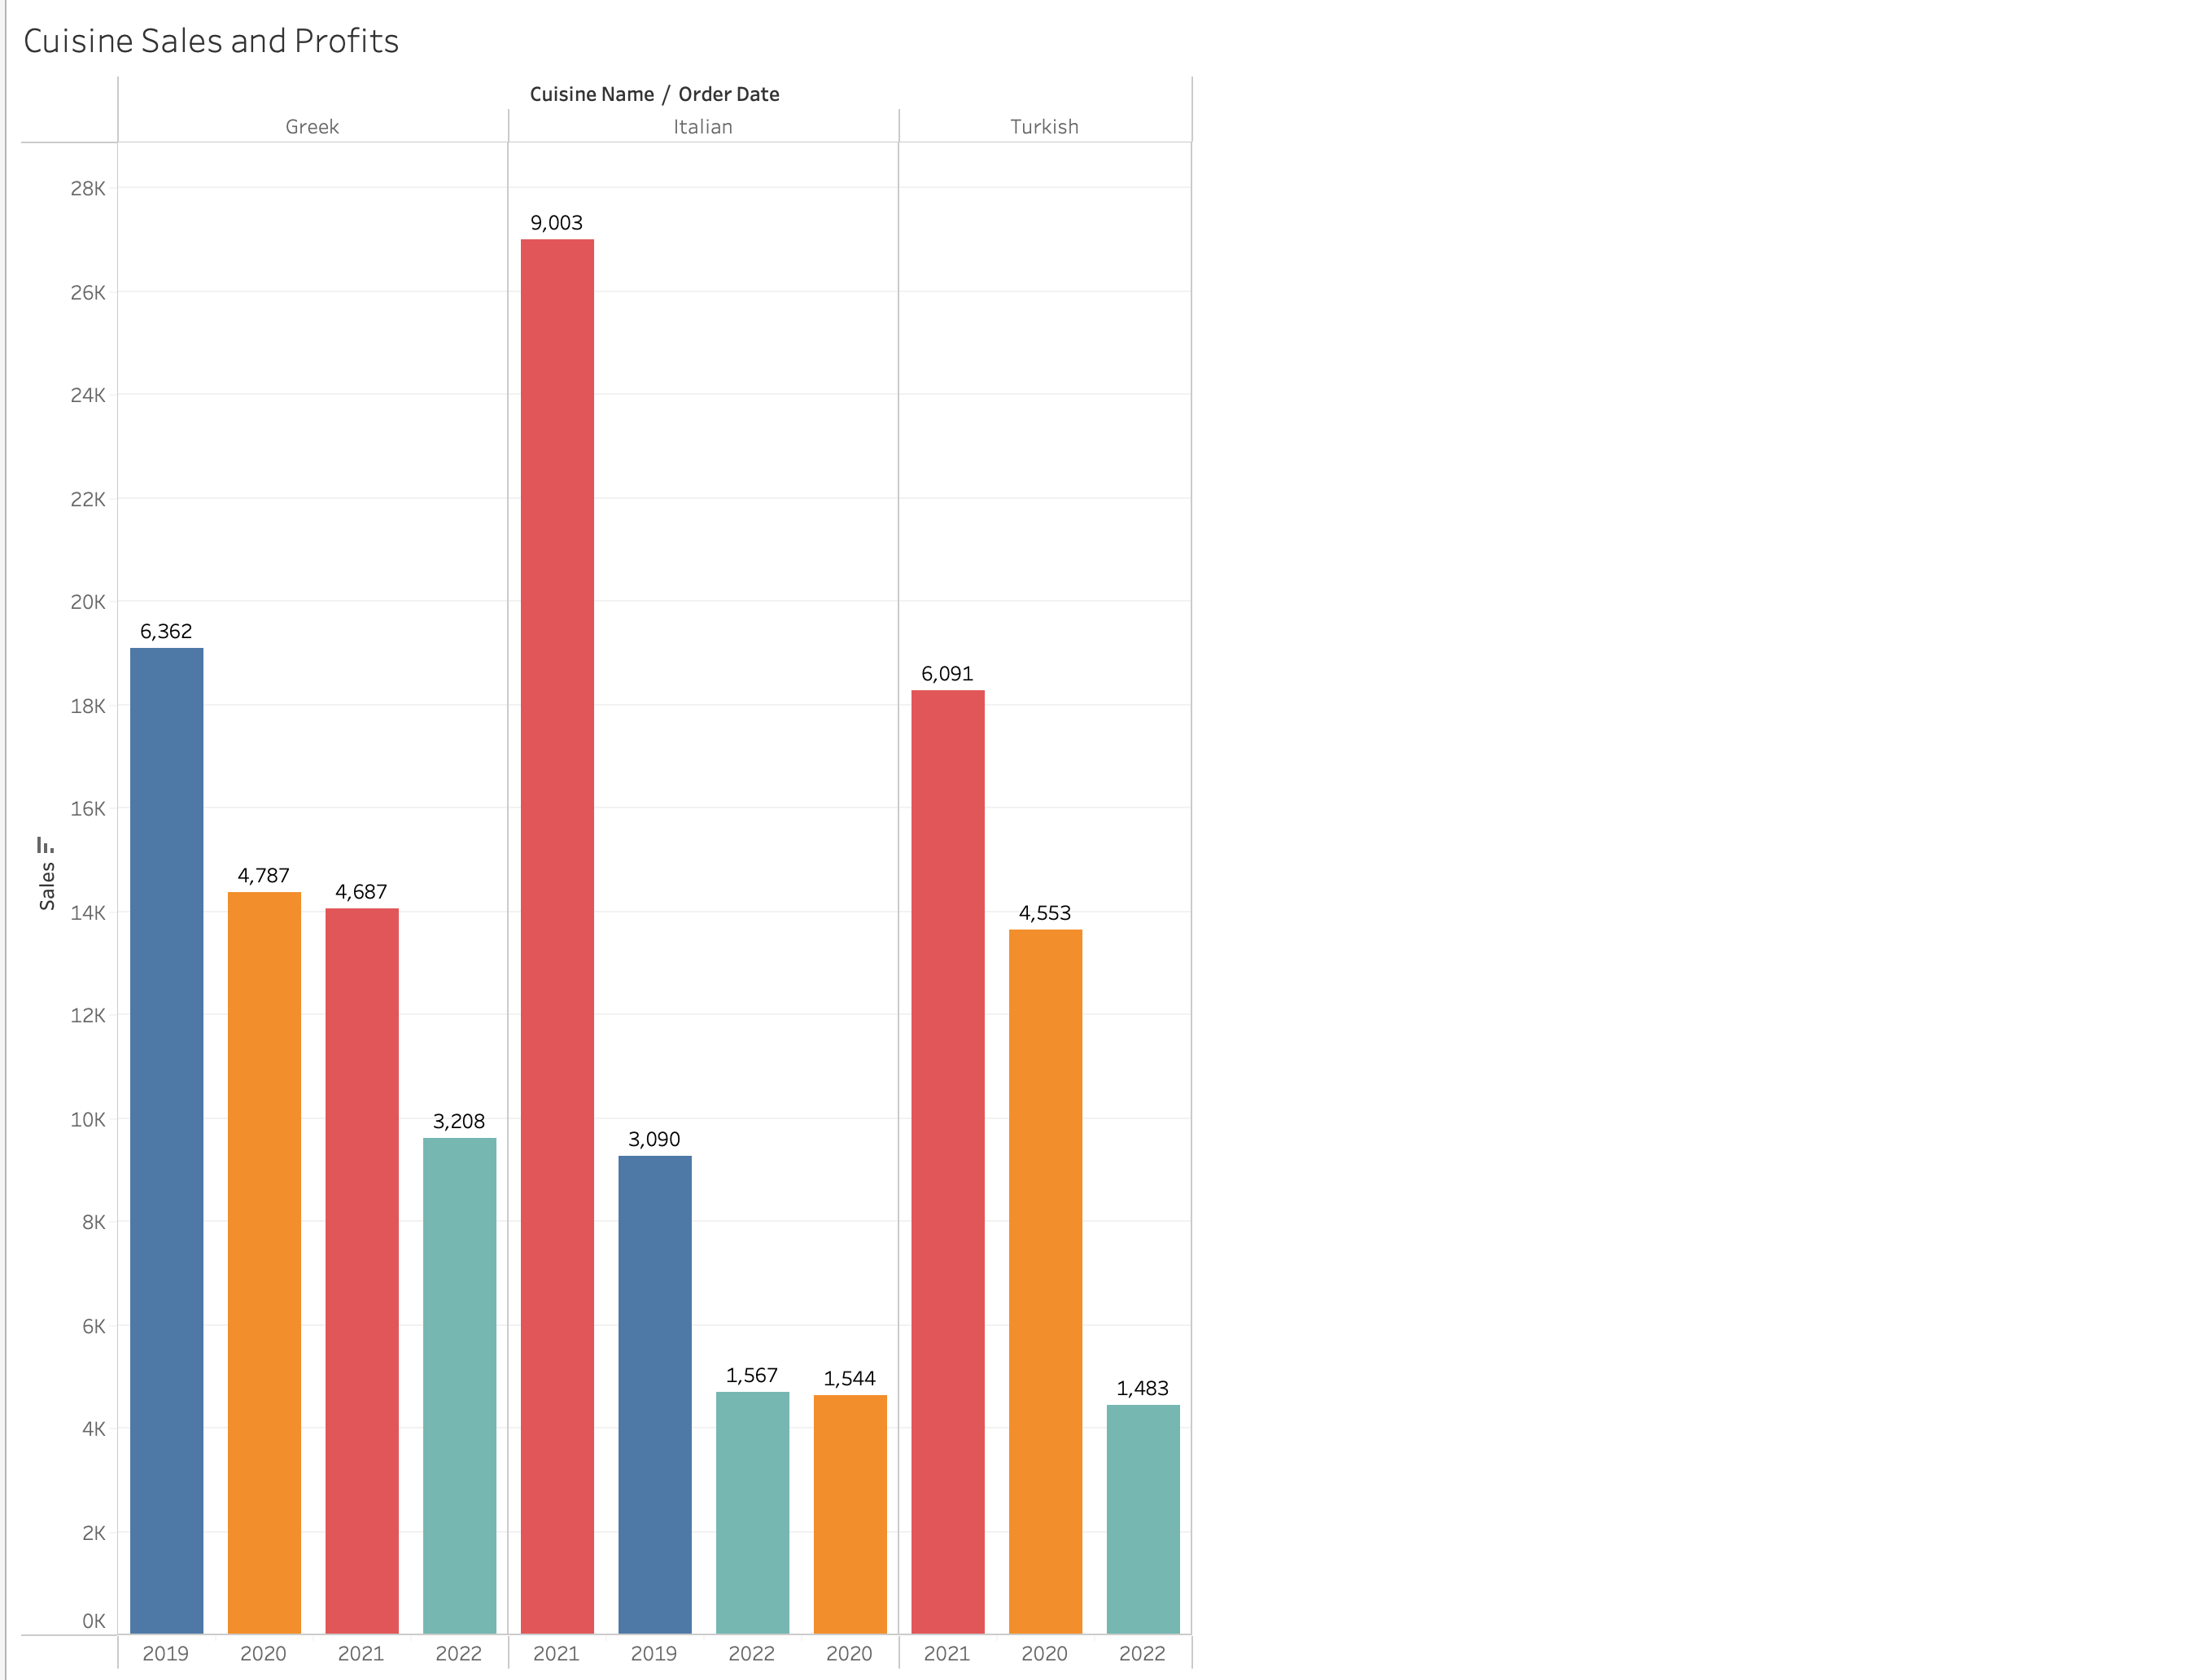 Cuisine Sales and Profits
Cuisine Name / Order Date
Greek Italian Turkish
28K
9,003
26K
24K
22K
20K
6,362
6,091
18K
16K
Sales
4,787
4,687
14K
4,553
12K
10K
3,208
3,090
8K
6K
1,567
1,544
1,483
4K
2K
0K
2019 2020 2021 2022 2021 2019 2022 2020 2021 2020 2022